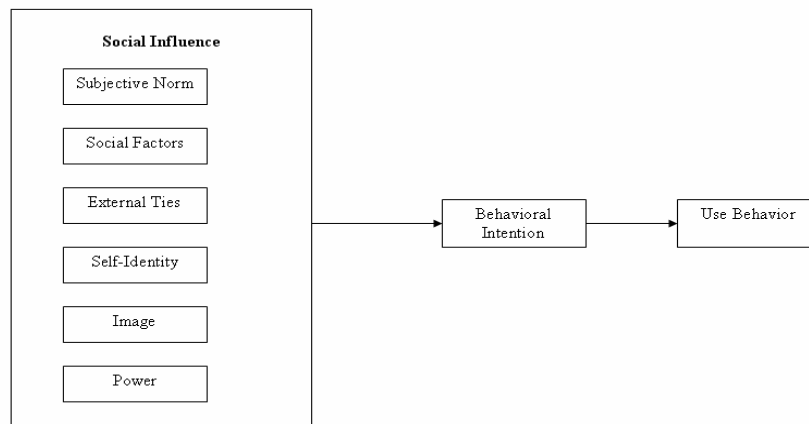 Social Influence
Subjective Norm
Social Factors
External Ties
Self-Identity
Image
Power
Behavioral
Intention
Use Behavior